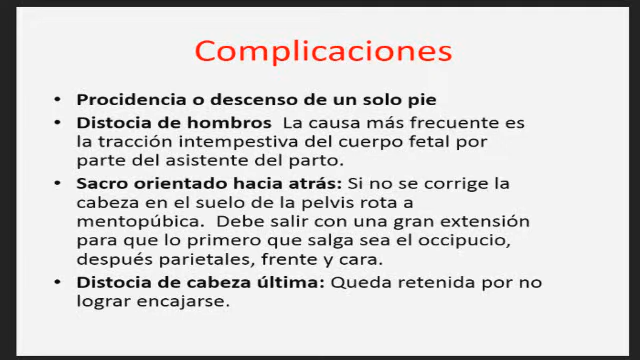 Complicaciones
• Procidencia o descenso de un solo pie
• Distocia de hombros  La causa más frecuente es
la tracción intempestiva del cuerpo fetal por
parte del asistente del parto.
• Sacro orientado hacia atrás: Si no se corrige la
cabeza en el suelo de la pelvis rota a
mentopúbica.  Debe salir con una gran extensión
para que lo primero que salga sea el occipucio,
después parietales, frente y cara.
• Distocia de cabeza última: Queda retenida por no
lograr encajarse.